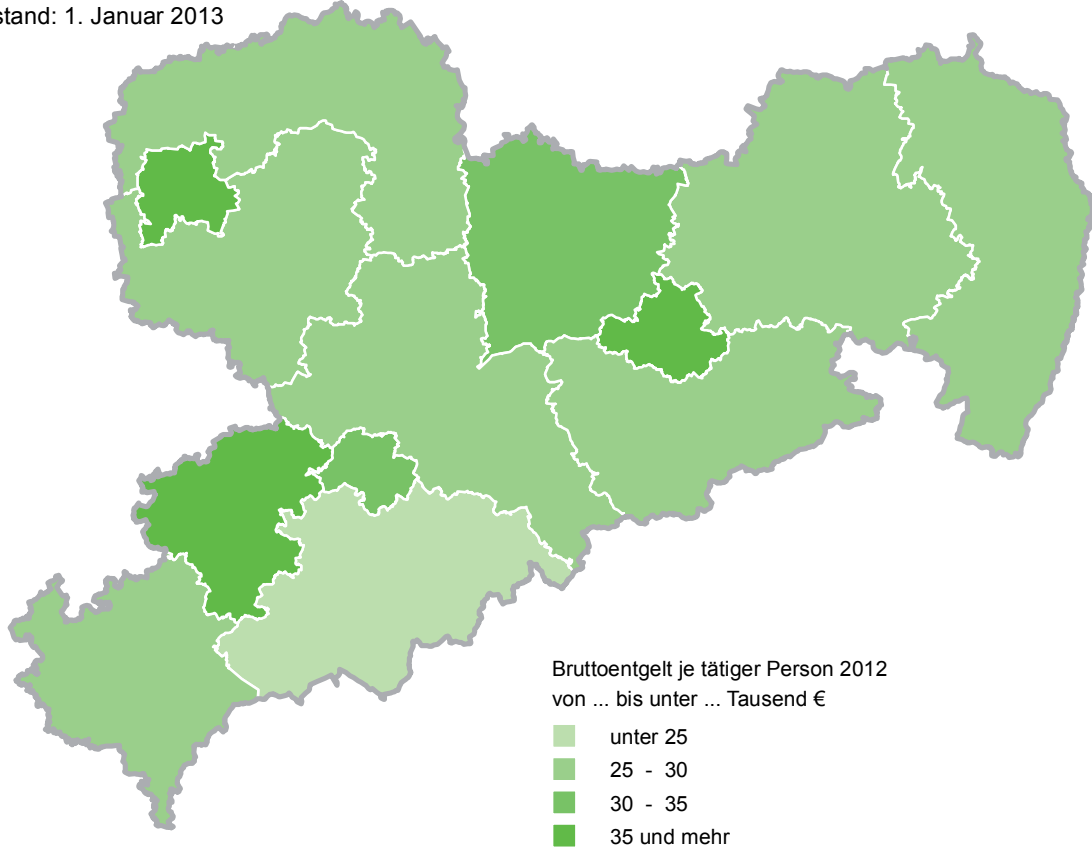 stand: 1. Januar 2013
Bruttoentgelt je tätiger Person 2012
von ... bis unter ... Tausend €
unter 25
25 - 30
30 - 35
35 und mehr